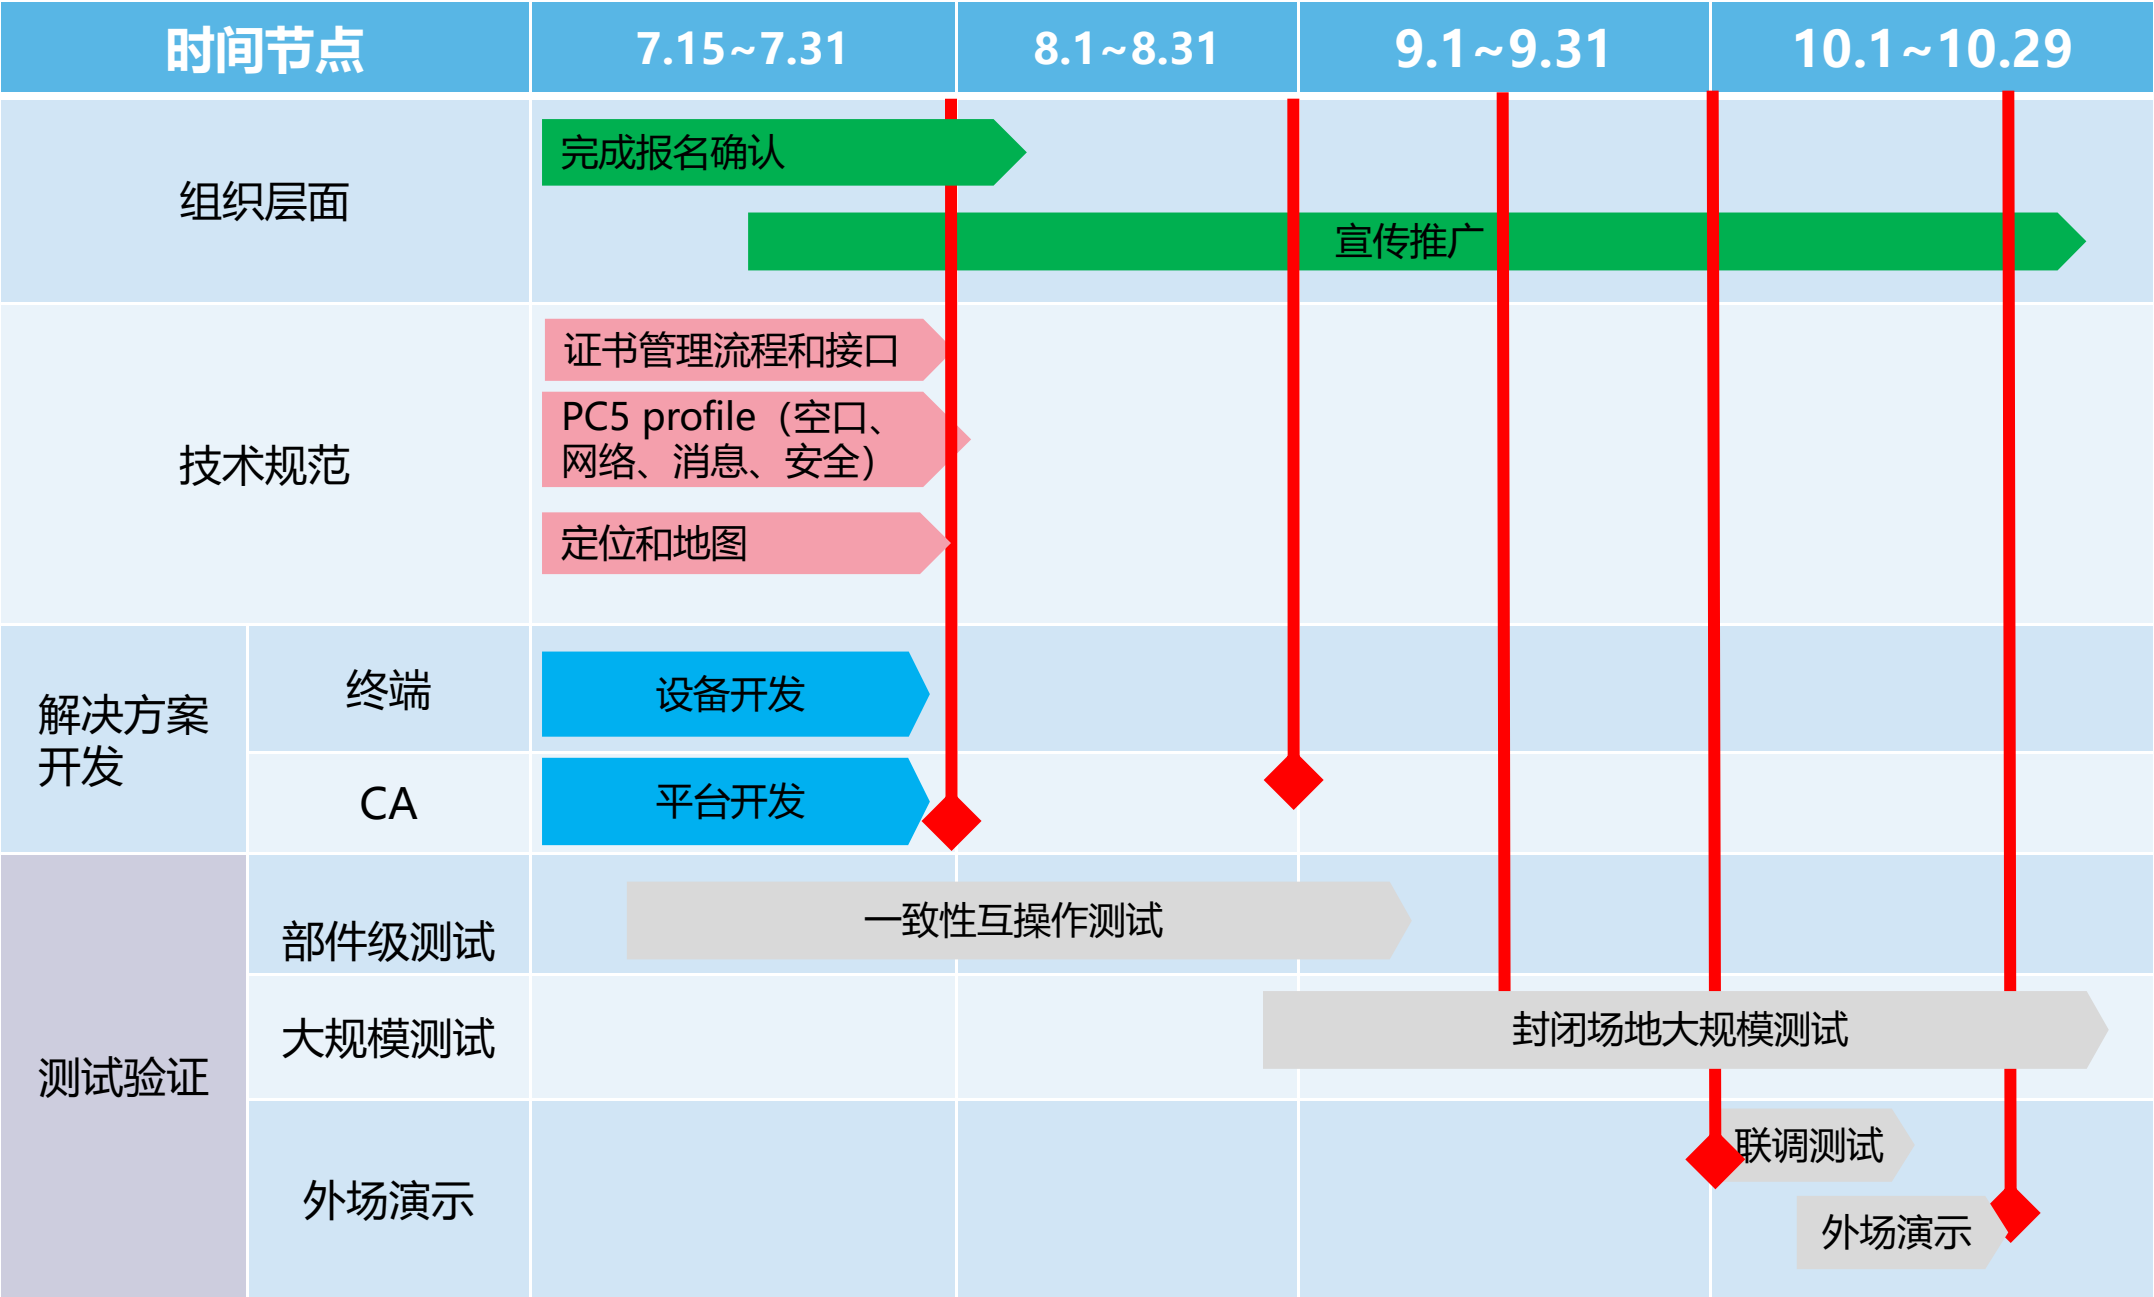 时间节点
7.15~7.31
8.1~8.31
9.1~9.31
10.1~10.29
组织层面
完成报名确认
宣传推广
技术规范
证书管理流程和接口
PC5 profile（空口、
网络、消息、安全）
定位和地图
解决方案
开发
终端
设备开发
CA
平台开发
测试验证
部件级测试
一致性互操作测试
大规模测试
封闭场地大规模测试
外场演示
联调测试
外场演示